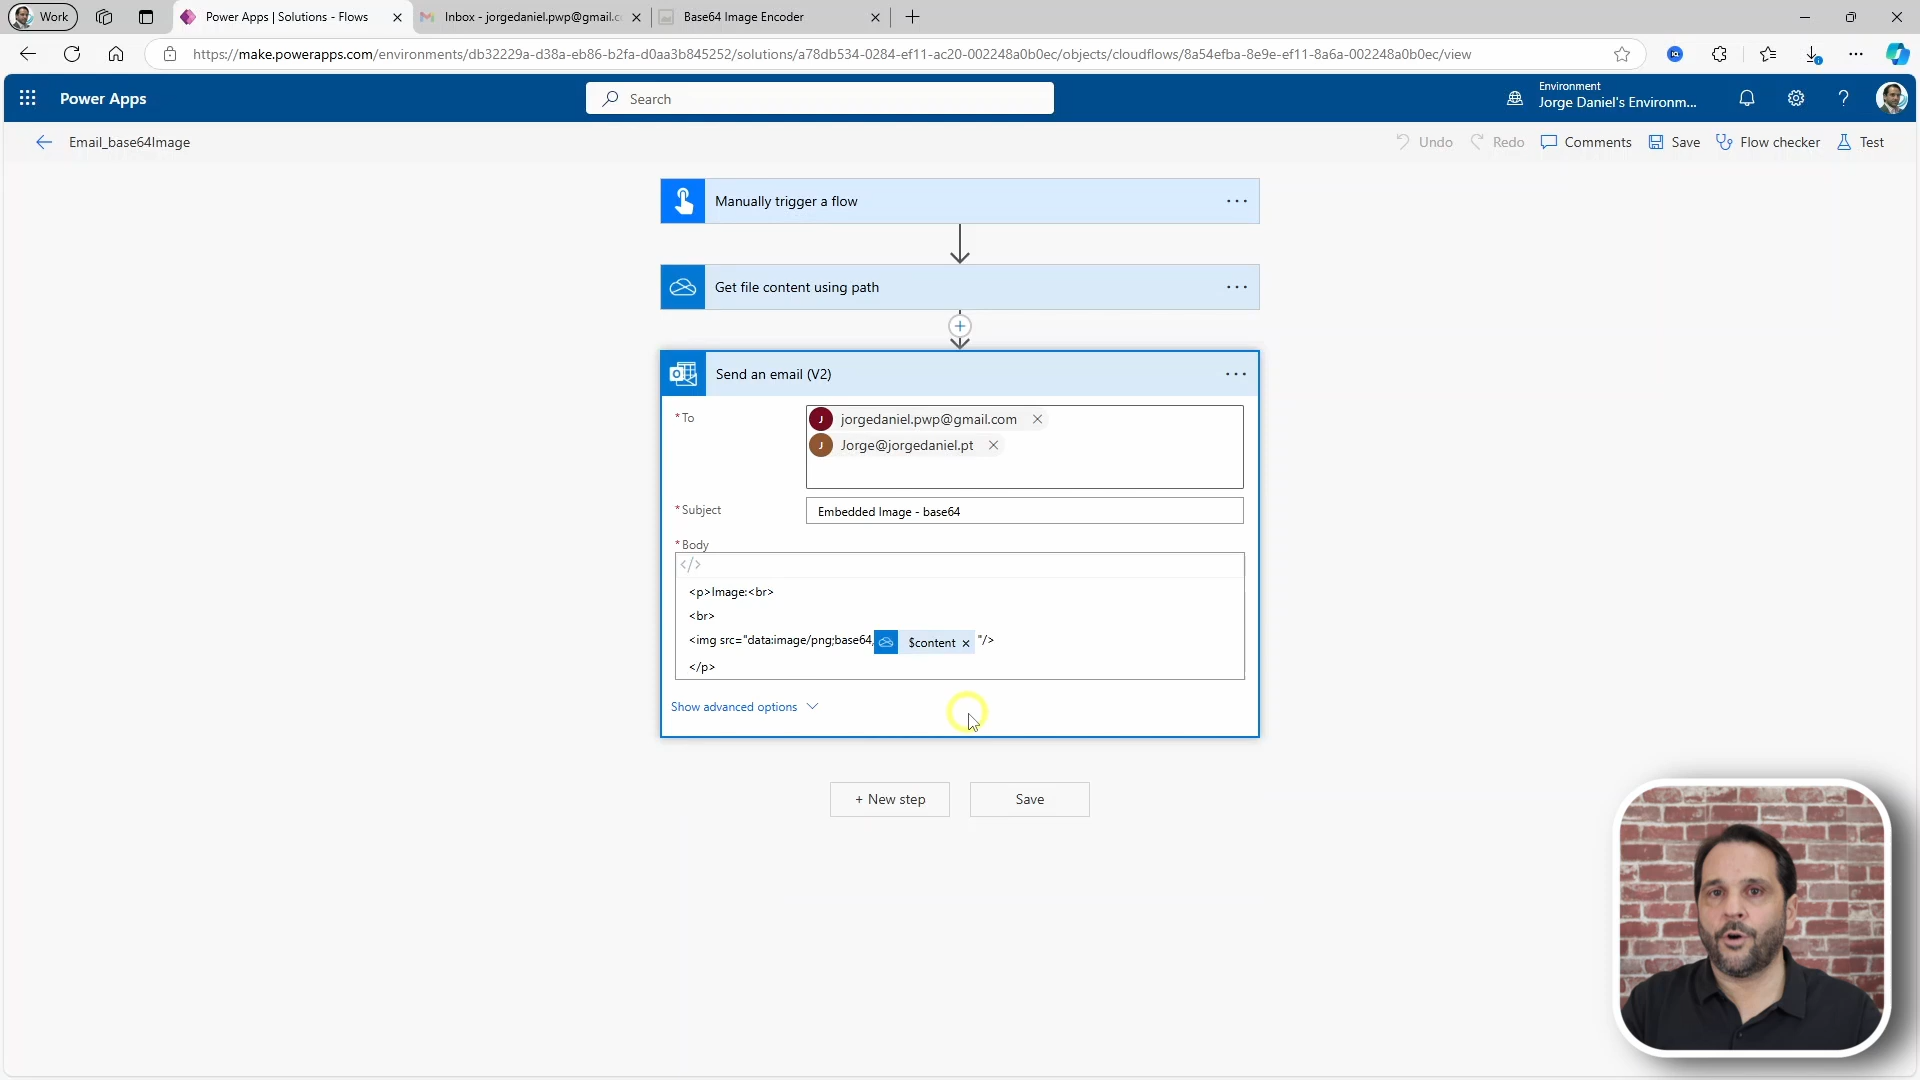 Work
Power Apps | Solutions - Flows
Inbox - jorgedaniel.pwp@gmail.c
Base64 Image Encoder
https://make.powerapps.com/environments/db32229a-d38a-eb86-b2fa-d0aa3b845252/solutions/a78db534-0284-ef11-ac20-002248a0b0ec/objects/cloudflows/8a54efba-8e9e-ef11-8a6a-002248a0b0ec/view
Power Apps
Search
Environment
Jorge Daniel's Environm...
Email_base64Image
Undo
Redo
Comments
Save
Flow checker
Test
Manually trigger a flow
Get file content using path
Send an email (V2)
* To
J jorgedaniel.pwp@gmail.com
J Jorge@jorgedaniel.pt
* Subject
Embedded Image - base64
* Body
</>
<p>Image:<br>
<br>
<img src="data:image/png;base64, $content "/>
</p>
Show advanced options
+ New step
Save